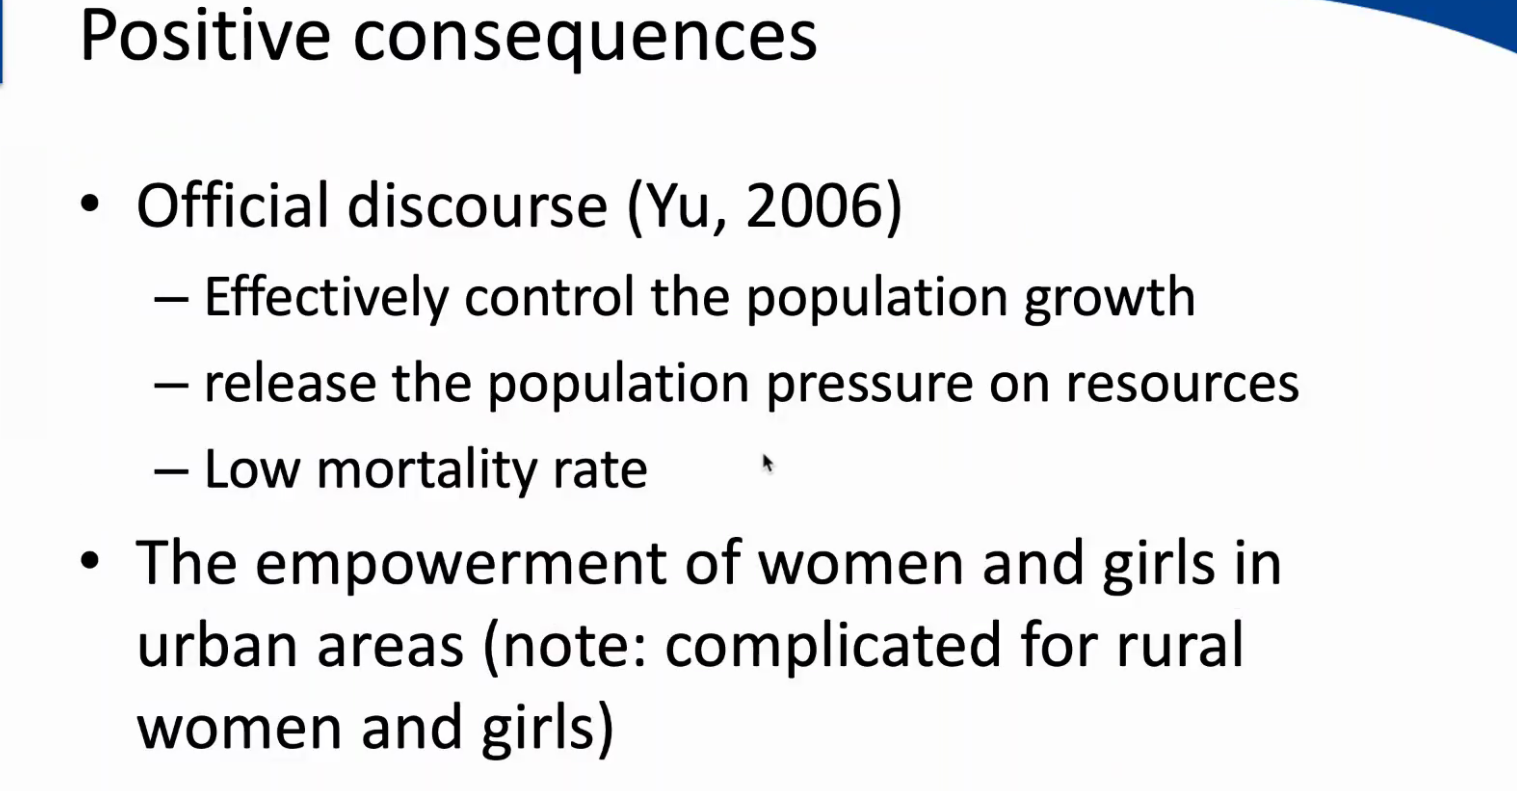 Positive consequences
• Official discourse (Yu, 2006)
– Effectively control the population growth
– release the population pressure on resources
– Low mortality rate
• The empowerment of women and girls in
urban areas (note: complicated for rural
women and girls)